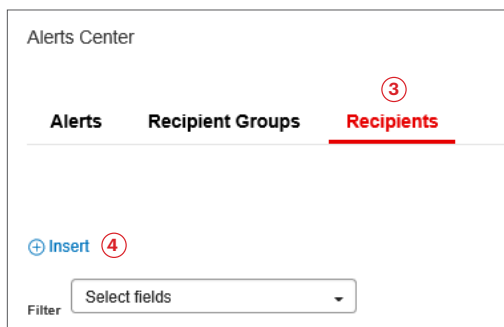 Alerts Center
3
Alerts Recipient Groups Recipients
Insert 4
Filter Select fields